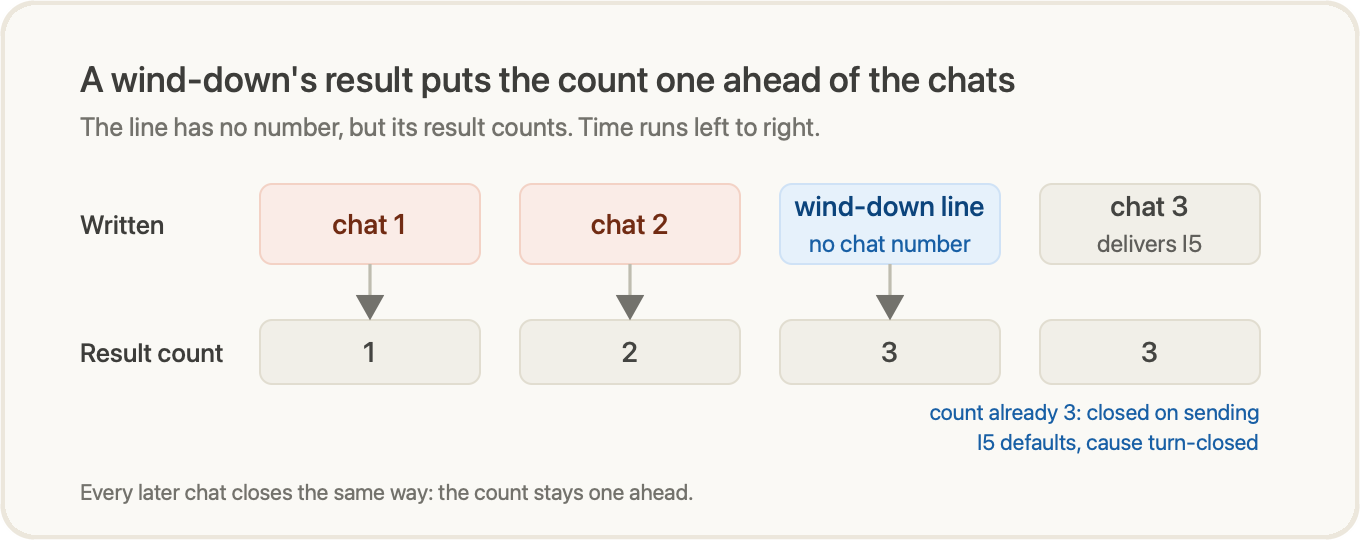 A wind-down's result puts the count one ahead of the chats
The line has no number, but its result counts. Time runs left to right.
Written
chat 1
chat 2
wind-down line
no chat number
chat 3
delivers I5
Result count
1
2
3
3
count already 3: closed on sending
I5 defaults, cause turn-closed
Every later chat closes the same way: the count stays one ahead.